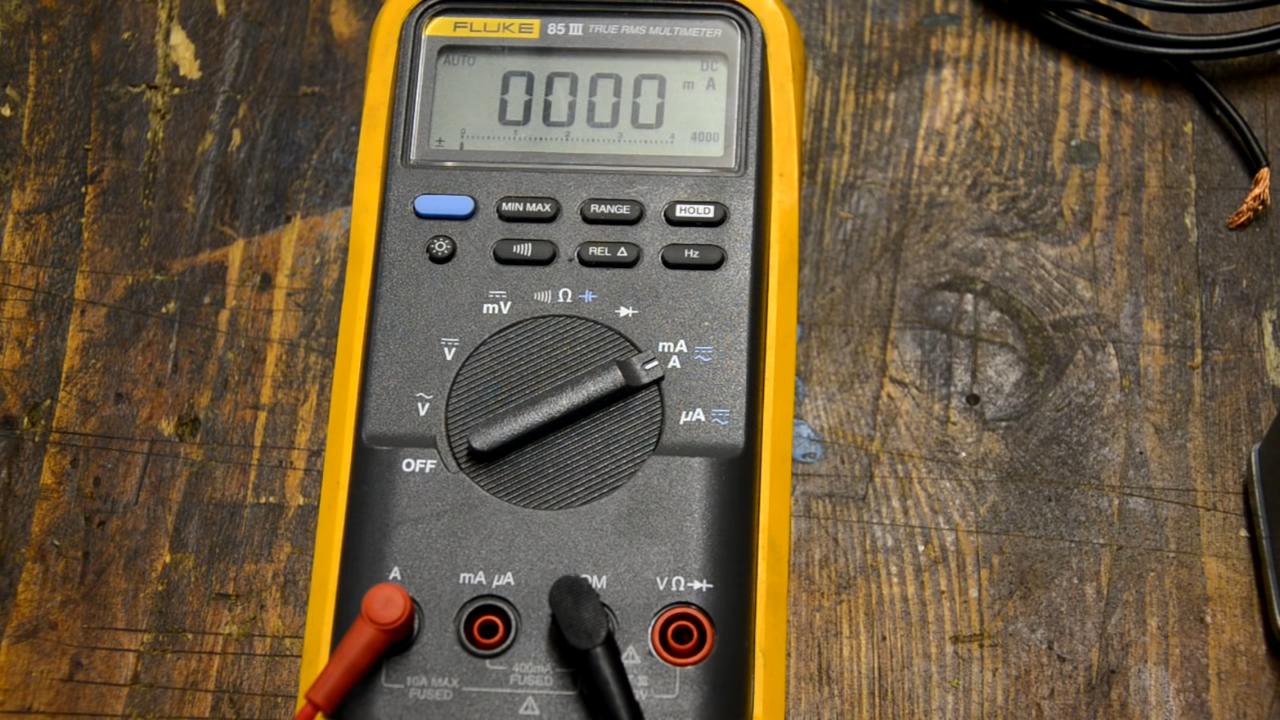 FLUKE 85 III TRUE RMS MULTIMETER
AUTO DC
0000 m A
0 1 2 3 4 4000
±
MIN MAX RANGE HOLD
REL Δ Hz
mV Ω
V mA
A
V µA
OFF
A mA µA OM V Ω
10A MAX
FUSED
400mA
FUSED